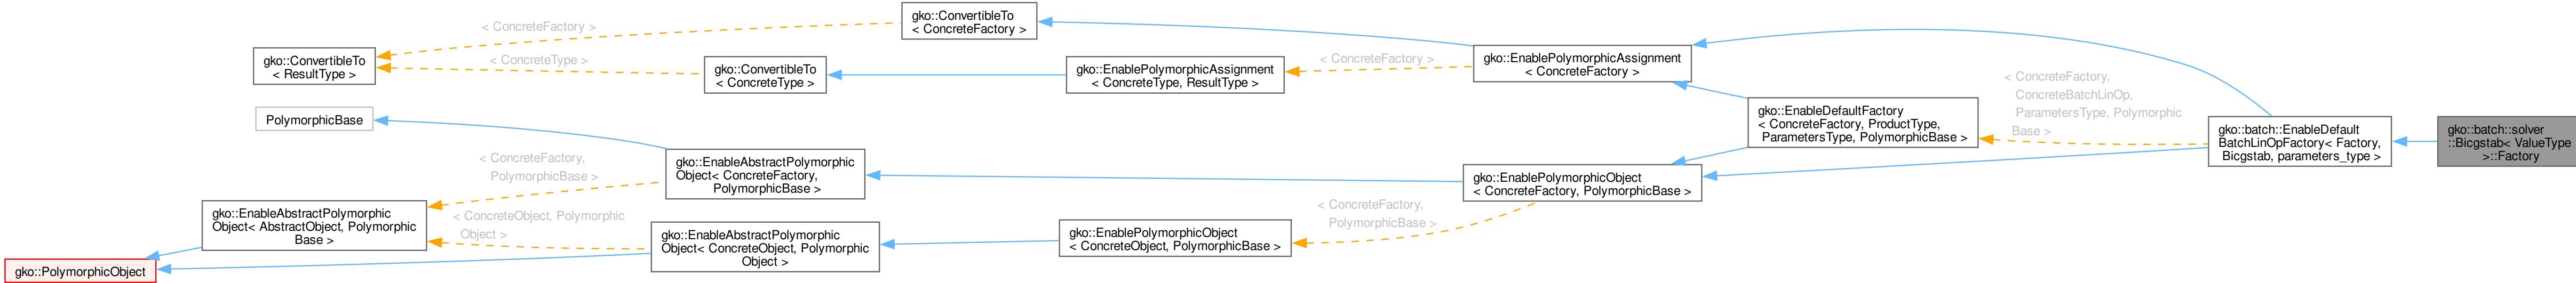 gko::ConvertibleTo
< ConcreteFactory >
< ConcreteFactory >
gko::ConvertibleTo
< ResultType >
< ConcreteType >
gko::ConvertibleTo
< ConcreteType >
gko::EnablePolymorphicAssignment
< ConcreteType, ResultType >
< ConcreteFactory >
gko::EnablePolymorphicAssignment
< ConcreteFactory >
PolymorphicBase
gko::EnableDefaultFactory
< ConcreteFactory, ProductType,
ParametersType, PolymorphicBase >
< ConcreteFactory,
ConcreteBatchLinOp,
ParametersType, Polymorphic
Base >
gko::batch::EnableDefault
BatchLinOpFactory< Factory,
Bicgstab, parameters_type >
gko::batch::solver
::Bicgstab< ValueType
>::Factory
< ConcreteFactory,
PolymorphicBase >
gko::EnableAbstractPolymorphic
Object< ConcreteFactory,
PolymorphicBase >
gko::EnablePolymorphicObject
< ConcreteFactory, PolymorphicBase >
gko::EnableAbstractPolymorphic
Object< AbstractObject, Polymorphic
Base >
< ConcreteObject, Polymorphic
Object >
gko::EnableAbstractPolymorphic
Object< ConcreteObject, Polymorphic
Object >
gko::EnablePolymorphicObject
< ConcreteObject, PolymorphicBase >
< ConcreteFactory,
PolymorphicBase >
gko::PolymorphicObject